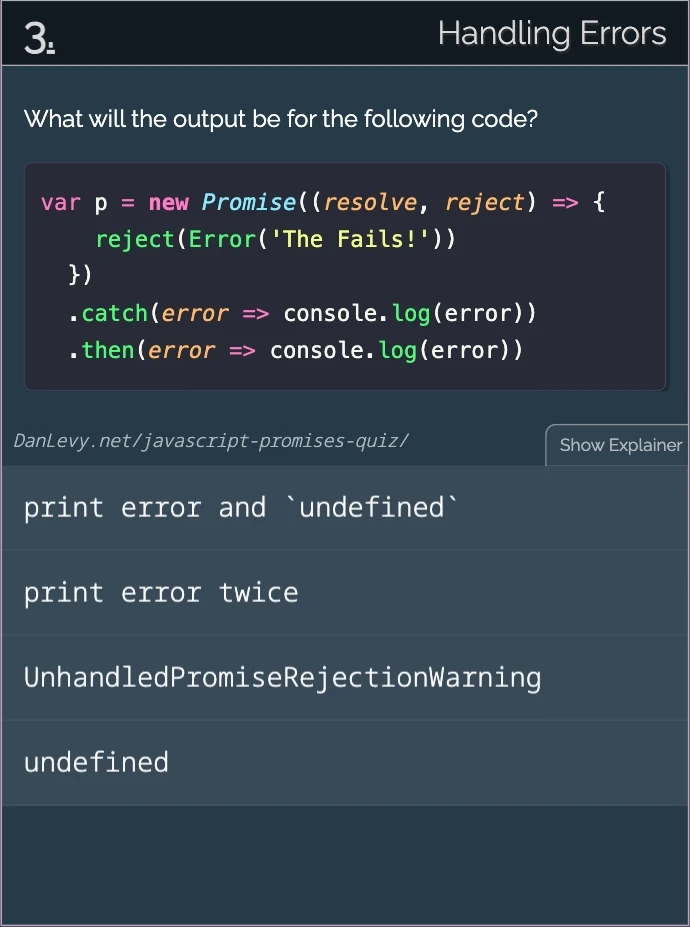 3.
Handling Errors
What will the output be for the following code?
var p = new Promise((resolve, reject) => {
    reject(Error('The Fails!'))
  })
  .catch(error => console.log(error))
  .then(error => console.log(error))
DanLevy.net/javascript-promises-quiz/
Show Explainer
print error and `undefined`
print error twice
UnhandledPromiseRejectionWarning
undefined